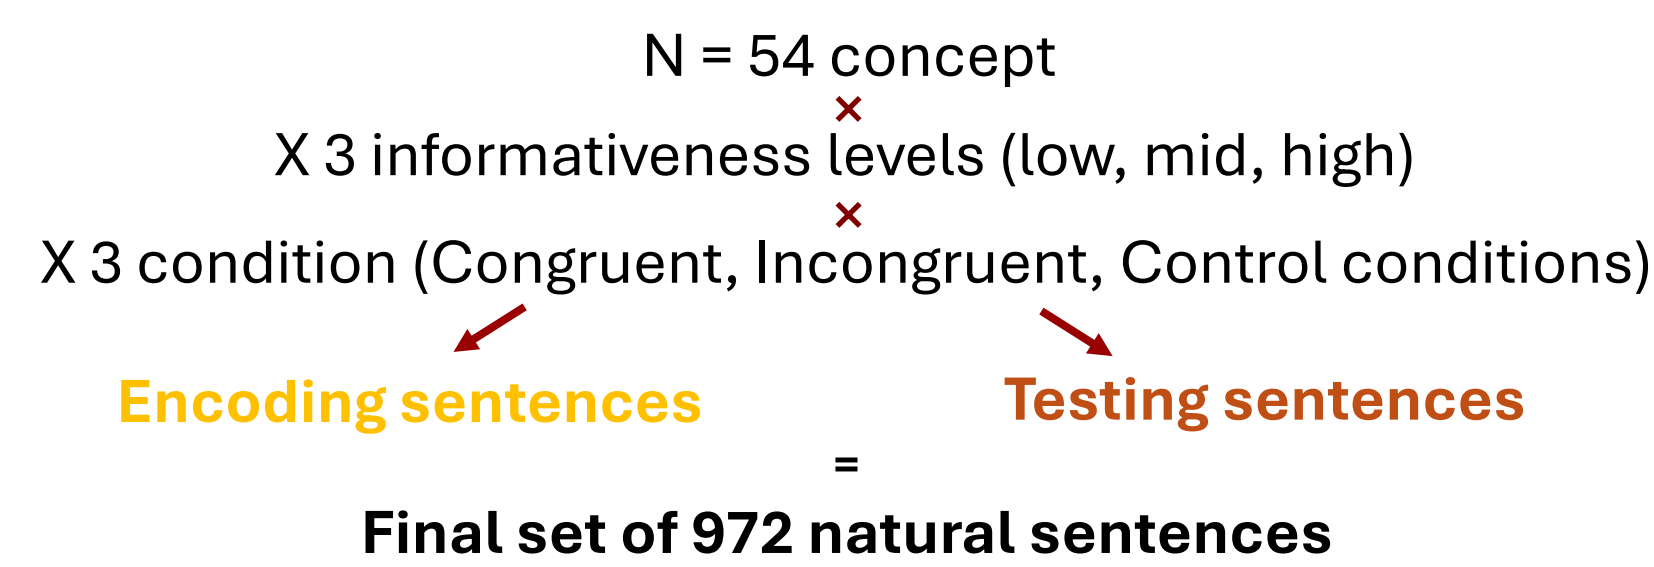 N = 54 concept
×
X 3 informativeness levels (low, mid, high)
×
X 3 condition (Congruent, Incongruent, Control conditions)
Encoding sentences
Testing sentences
=
Final set of 972 natural sentences